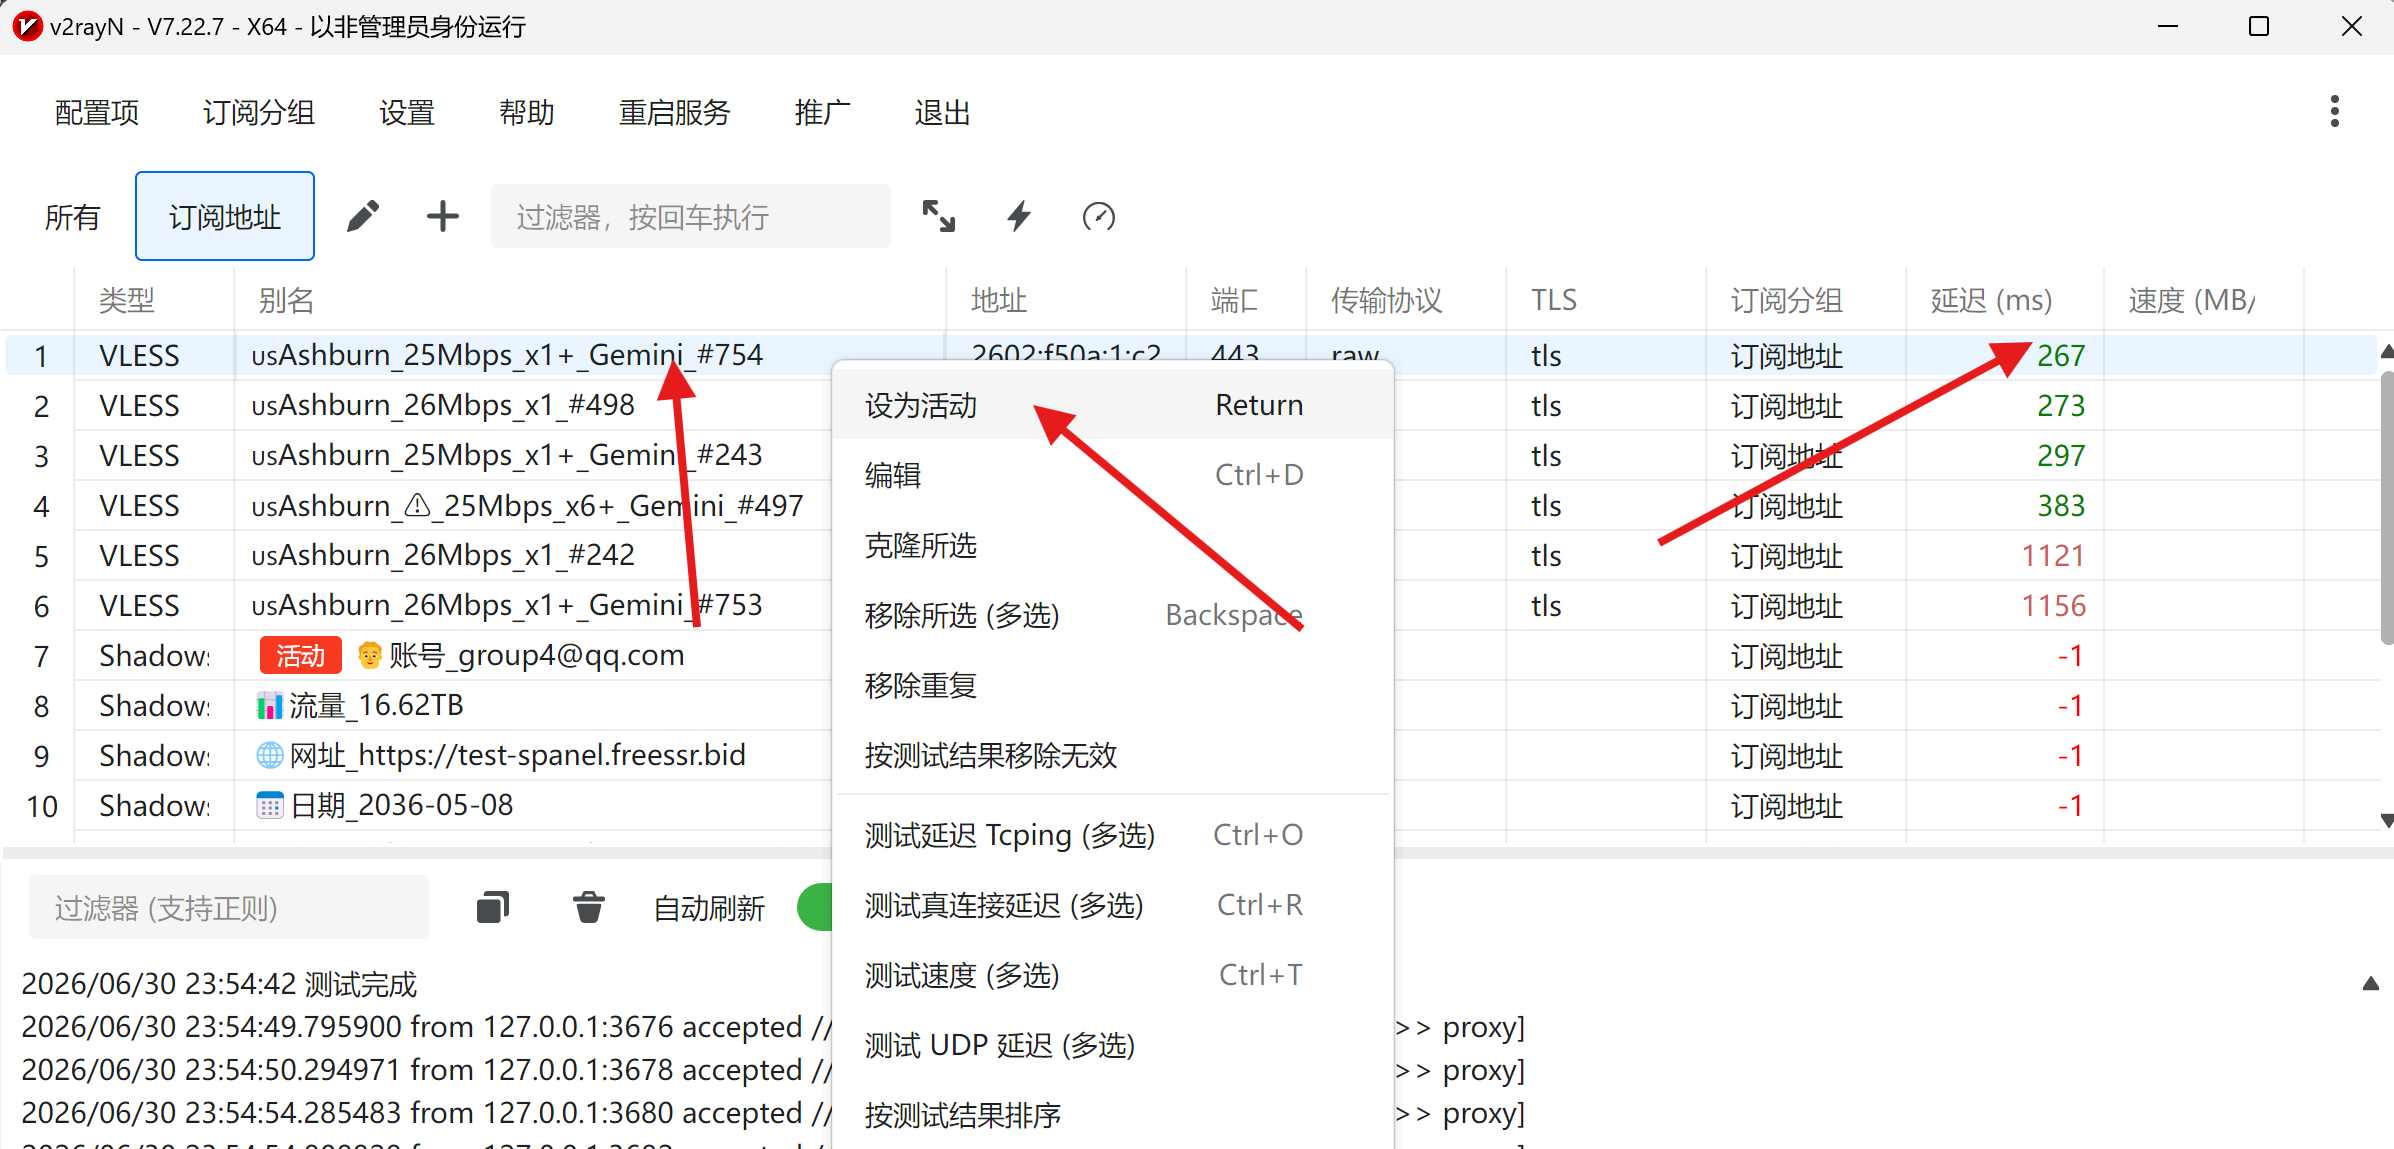 v2rayN - V7.22.7 - X64 - 以非管理员身份运行
配置项 订阅分组 设置 帮助 重启服务 推广 退出
所有 订阅地址 过滤器，按回车执行
类型 别名 地址 端口 传输协议 TLS 订阅分组 延迟 (ms) 速度 (MB/
1 VLESS usAshburn_25Mbps_x1+_Gemini_#754 2602:f50a:1:c2 443 raw tls 订阅地址 267
2 VLESS usAshburn_26Mbps_x1_#498 tls 订阅地址 273
3 VLESS usAshburn_25Mbps_x1+_Gemini_#243 tls 订阅地址 297
4 VLESS usAshburn_⚠_25Mbps_x6+_Gemini_#497 tls 订阅地址 383
5 VLESS usAshburn_26Mbps_x1_#242 tls 订阅地址 1121
6 VLESS usAshburn_26Mbps_x1+_Gemini_#753 tls 订阅地址 1156
7 Shadows 活动 账号_group4@qq.com 订阅地址 -1
8 Shadows 流量_16.62TB 订阅地址 -1
9 Shadows 网址_https://test-spanel.freessr.bid 订阅地址 -1
10 Shadows 日期_2036-05-08 订阅地址 -1
设为活动 Return
编辑 Ctrl+D
克隆所选
移除所选 (多选) Backspace
移除重复
按测试结果移除无效
测试延迟 Tcping (多选) Ctrl+O
测试真连接延迟 (多选) Ctrl+R
测试速度 (多选) Ctrl+T
测试 UDP 延迟 (多选)
按测试结果排序
过滤器 (支持正则) 自动刷新
2026/06/30 23:54:42 测试完成
2026/06/30 23:54:49.795900 from 127.0.0.1:3676 accepted // >> proxy]
2026/06/30 23:54:50.294971 from 127.0.0.1:3678 accepted // >> proxy]
2026/06/30 23:54:54.285483 from 127.0.0.1:3680 accepted // >> proxy]